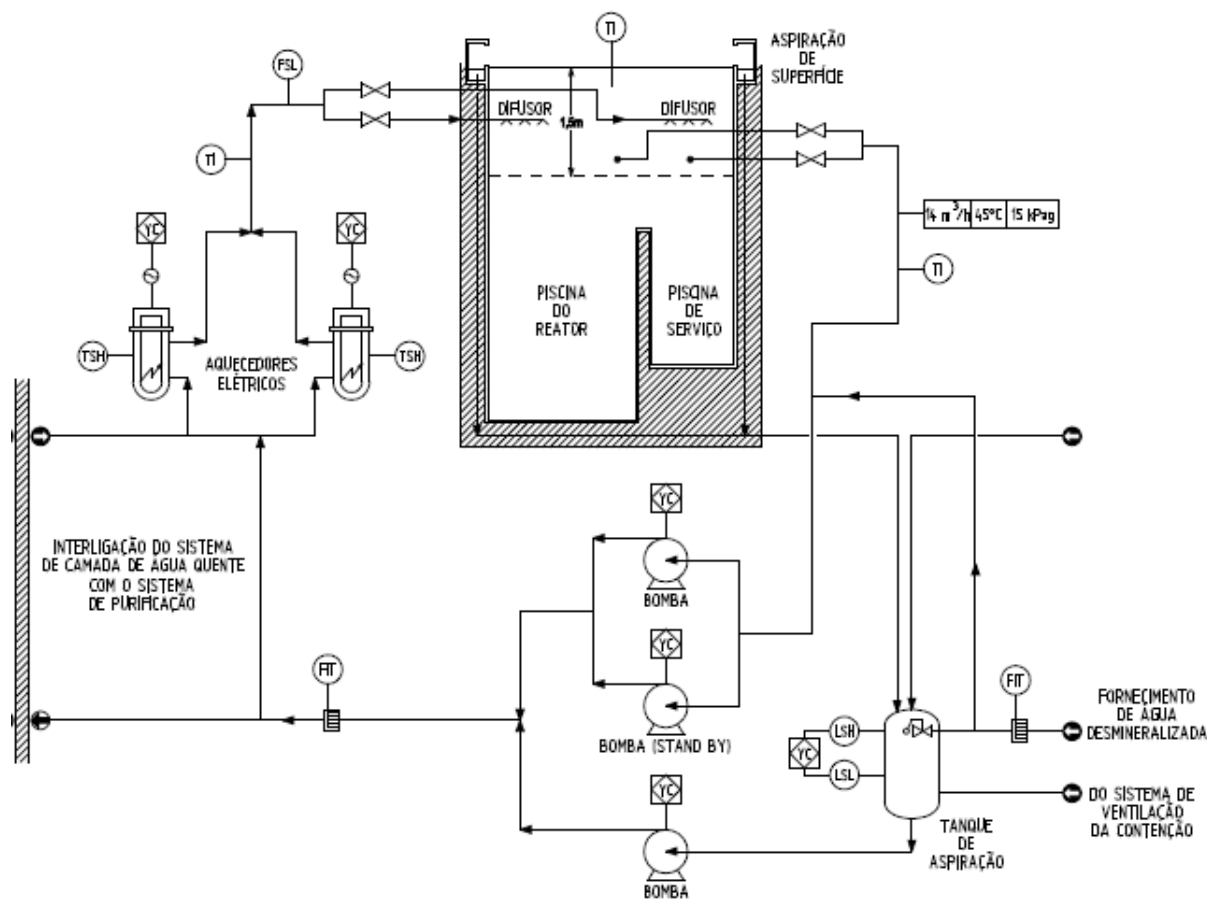 TI
ASPIRAÇÃO
DE
SUPERFÍCIE
FSL
DIFUSOR
1,5m
DIFUSOR
TI
YC
YC
14 m³/h
45°C
15 kPag
TI
PISCINA
DO
REATOR
PISCINA
DE
SERVIÇO
TSH
AQUECEDORES
ELÉTRICOS
TSH
YC
INTERLIGAÇÃO DO SISTEMA
DE CAMADA DE ÁGUA QUENTE
COM O SISTEMA
DE PURIFICAÇÃO
BOMBA
YC
FIT
FIT
FORNECIMENTO
DE ÁGUA
DESMINERALIZADA
BOMBA (STAND BY)
LSH
YC
LSL
YC
DO SISTEMA DE
VENTILAÇÃO
DA CONTENÇÃO
TANQUE
DE
ASPIRAÇÃO
BOMBA